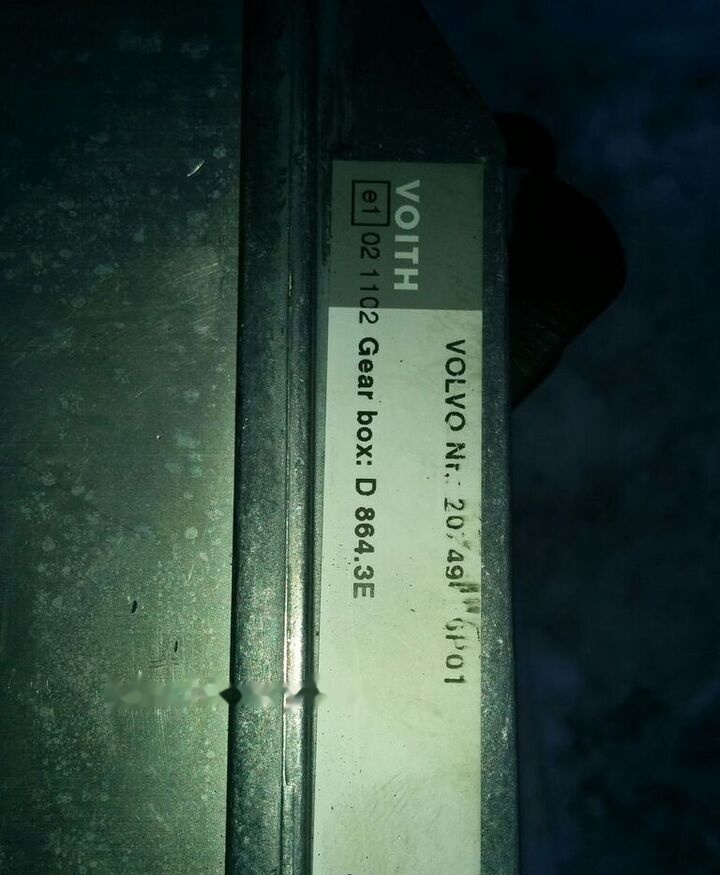 VOITH
VOLVO Nr.:
e1 02 1102 Gear box: D 864.3E